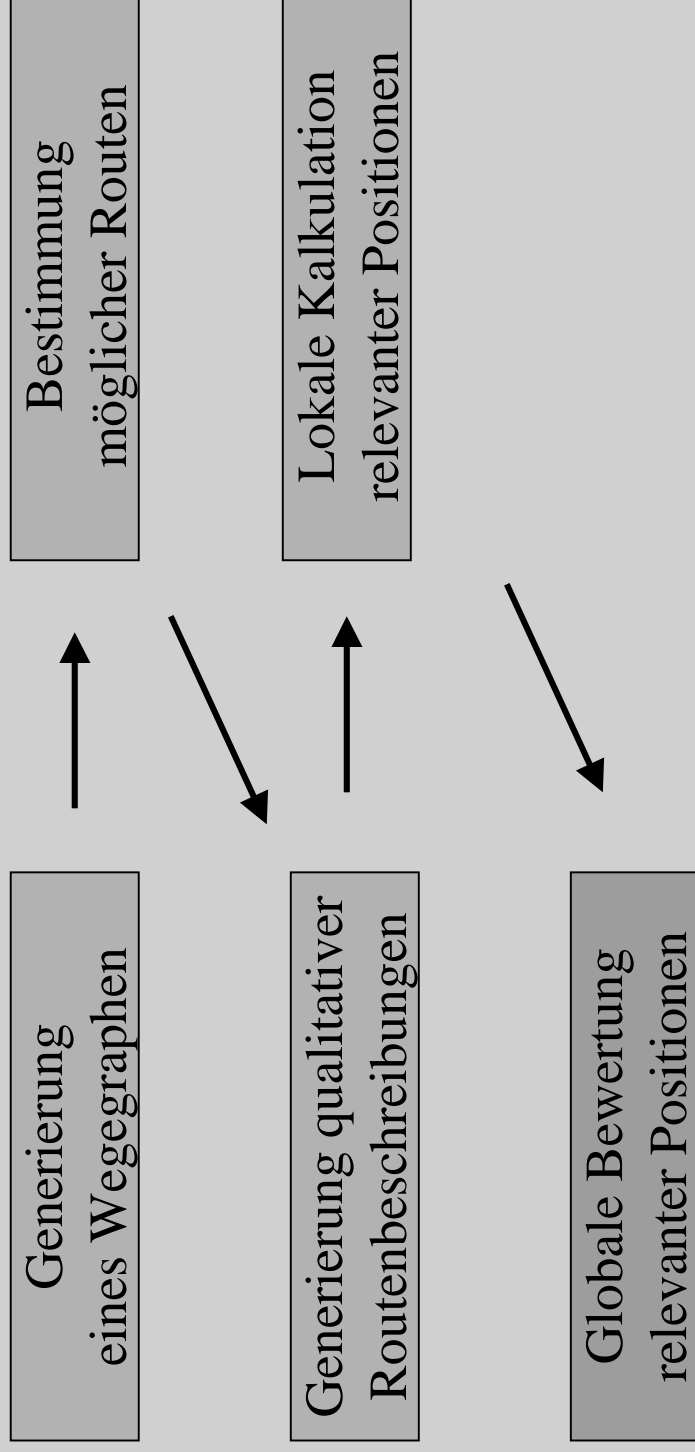 Generierung
eines Wegegraphen
Bestimmung
möglicher Routen
Generierung qualitativer
Routenbeschreibungen
Lokale Kalkulation
relevanter Positionen
Globale Bewertung
relevanter Positionen